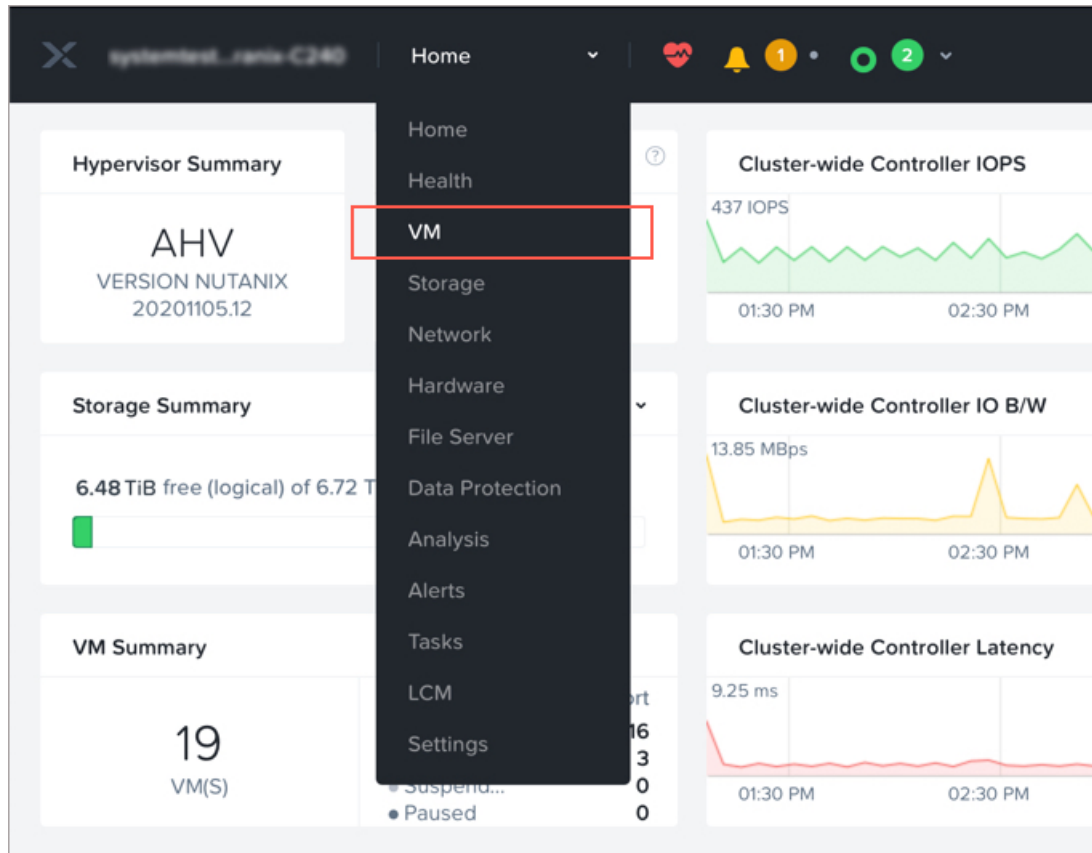 Home
1
2
Home
Health
VM
Storage
Network
Hardware
File Server
Data Protection
Analysis
Alerts
Tasks
LCM
Settings
Hypervisor Summary
AHV
VERSION NUTANIX
20201105.12
?
Storage Summary
6.48 TiB free (logical) of 6.72 T
VM Summary
19
VM(S)
16
3
Suspend... 0
Paused 0
Cluster-wide Controller IOPS
437 IOPS
01:30 PM 02:30 PM
Cluster-wide Controller IO B/W
13.85 MBps
01:30 PM 02:30 PM
Cluster-wide Controller Latency
9.25 ms
01:30 PM 02:30 PM